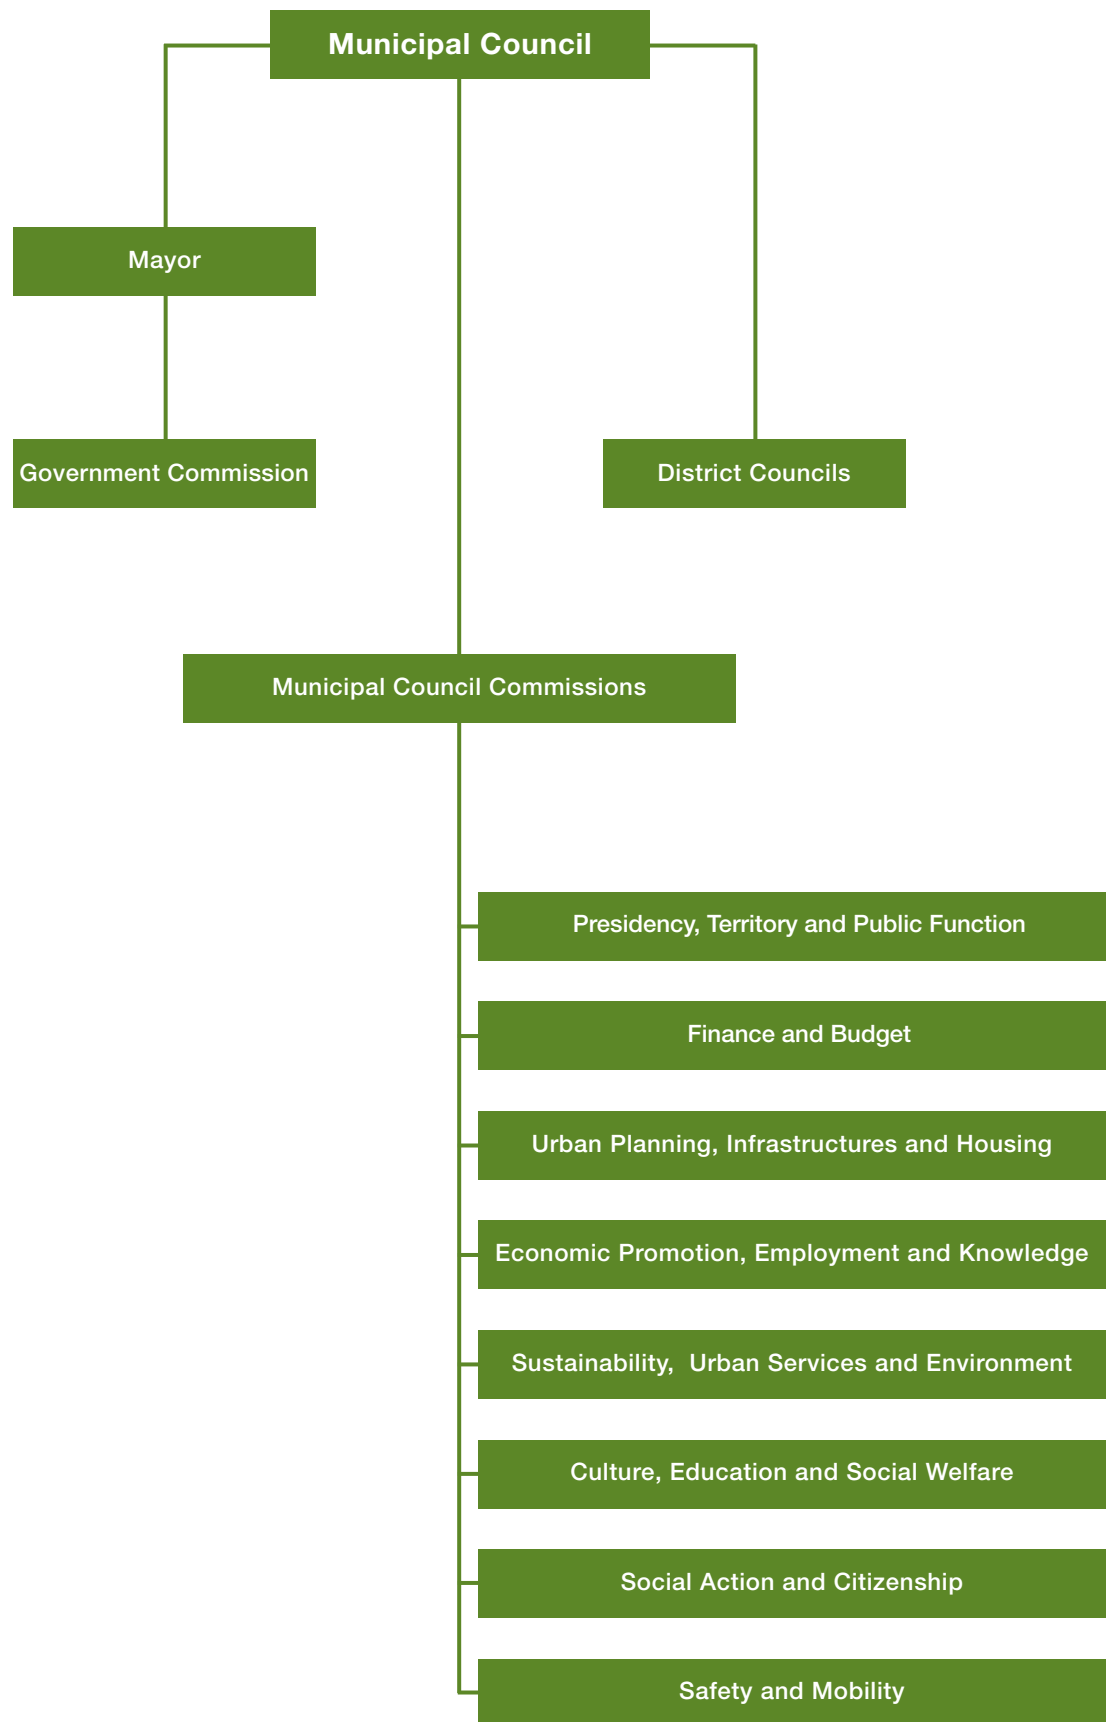 Municipal Council
Mayor
Government Commission
District Councils
Municipal Council Commissions
Presidency, Territory and Public Function
Finance and Budget
Urban Planning, Infrastructures and Housing
Economic Promotion, Employment and Knowledge
Sustainability,  Urban Services and Environment
Culture, Education and Social Welfare
Social Action and Citizenship
Safety and Mobility